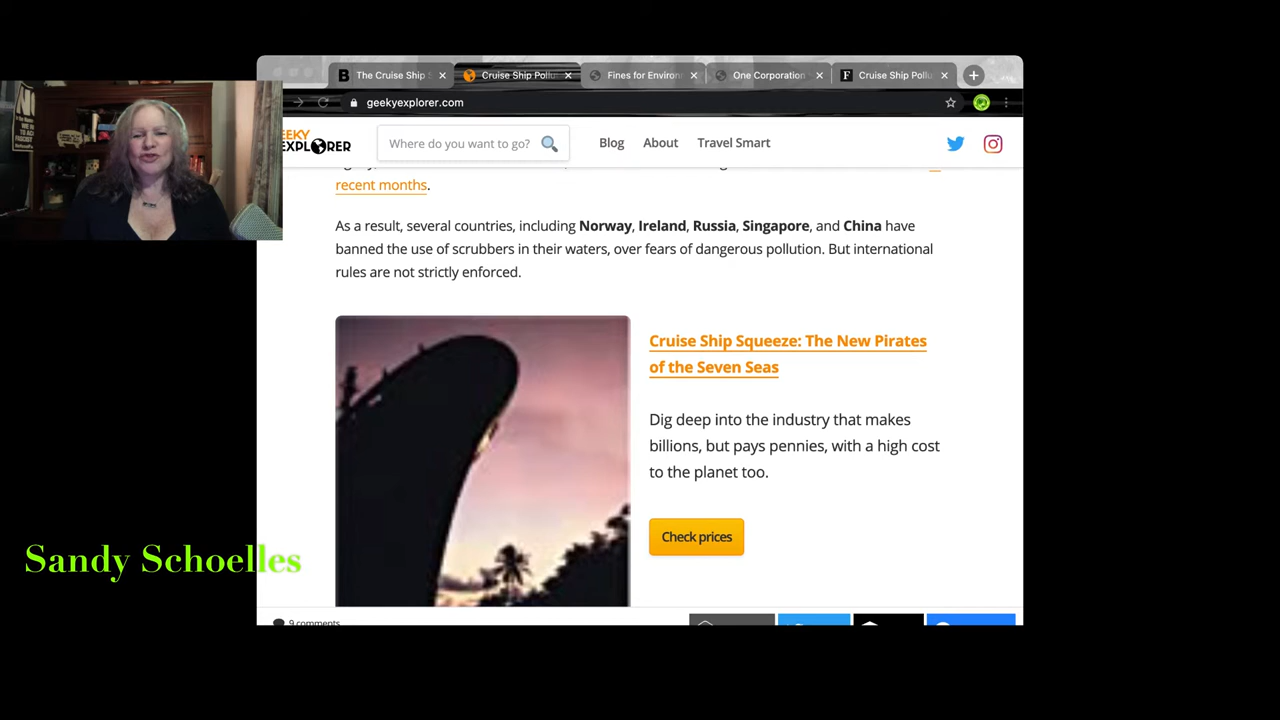 The Cruise Ship S
Cruise Ship Pollu
Fines for Environ
One Corporation
Cruise Ship Pollu
geekyexplorer.com
EEKY
EXPLORER
Where do you want to go?
Blog
About
Travel Smart
recent months.
As a result, several countries, including Norway, Ireland, Russia, Singapore, and China have
banned the use of scrubbers in their waters, over fears of dangerous pollution. But international
rules are not strictly enforced.
Cruise Ship Squeeze: The New Pirates
of the Seven Seas
Dig deep into the industry that makes
billions, but pays pennies, with a high cost
to the planet too.
Check prices
Sandy Schoelles
9 comments